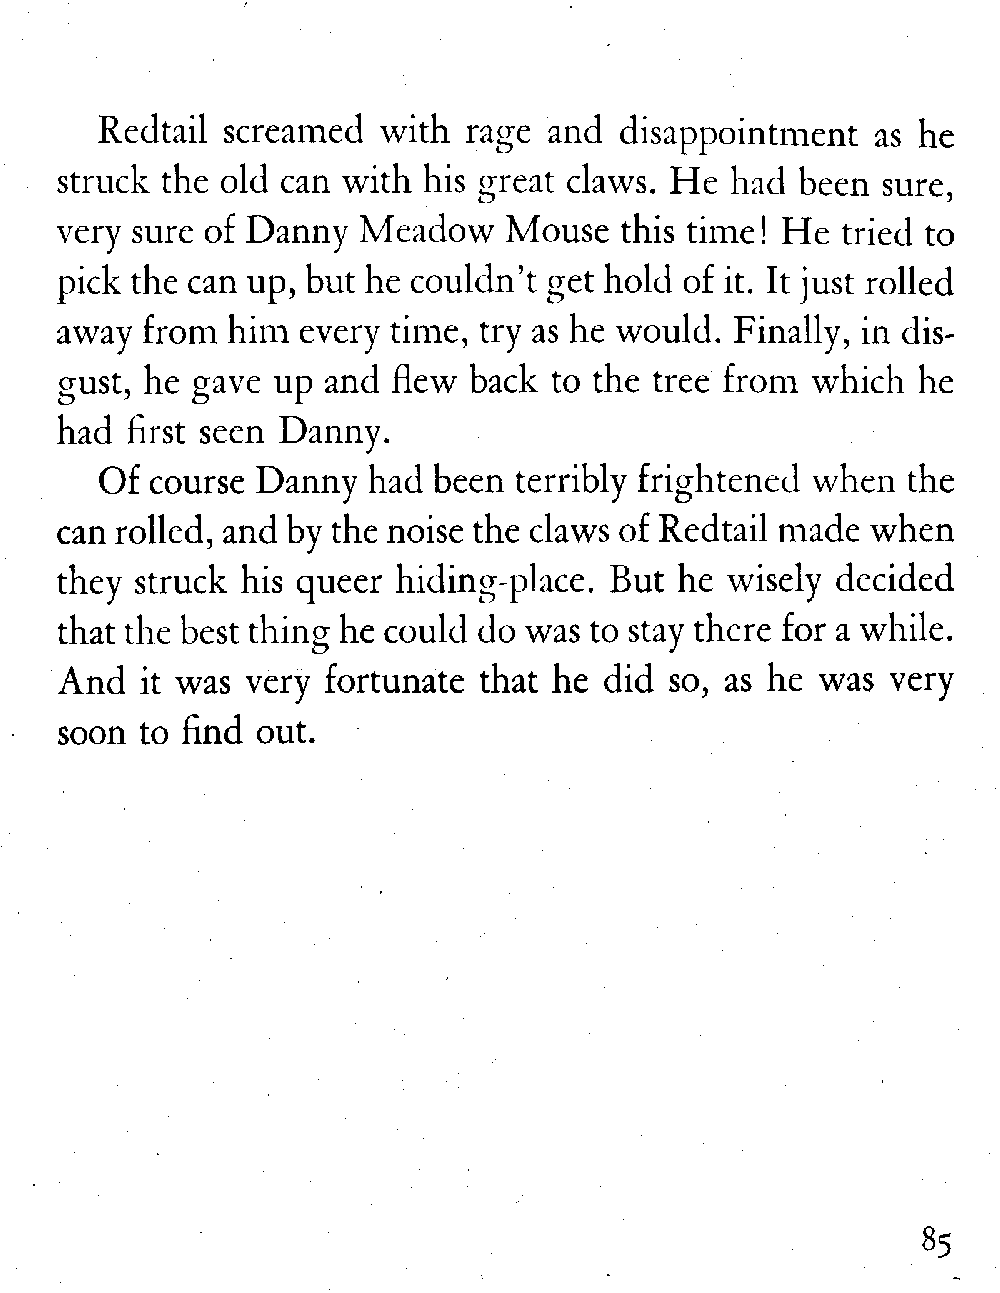 Redtail screamed with rage and disappointment as he
struck the old can with his great claws. He had been sure,
very sure of Danny Meadow Mouse this time! He tried to
pick the can up, but he couldn't get hold of it. It just rolled
away from him every time, try as he would. Finally, in dis-
gust, he gave up and flew back to the tree from which he
had first seen Danny.
Of course Danny had been terribly frightened when the
can rolled, and by the noise the claws of Redtail made when
they struck his queer hiding-place. But he wisely decided
that the best thing he could do was to stay there for a while.
And it was very fortunate that he did so, as he was very
soon to find out.
85